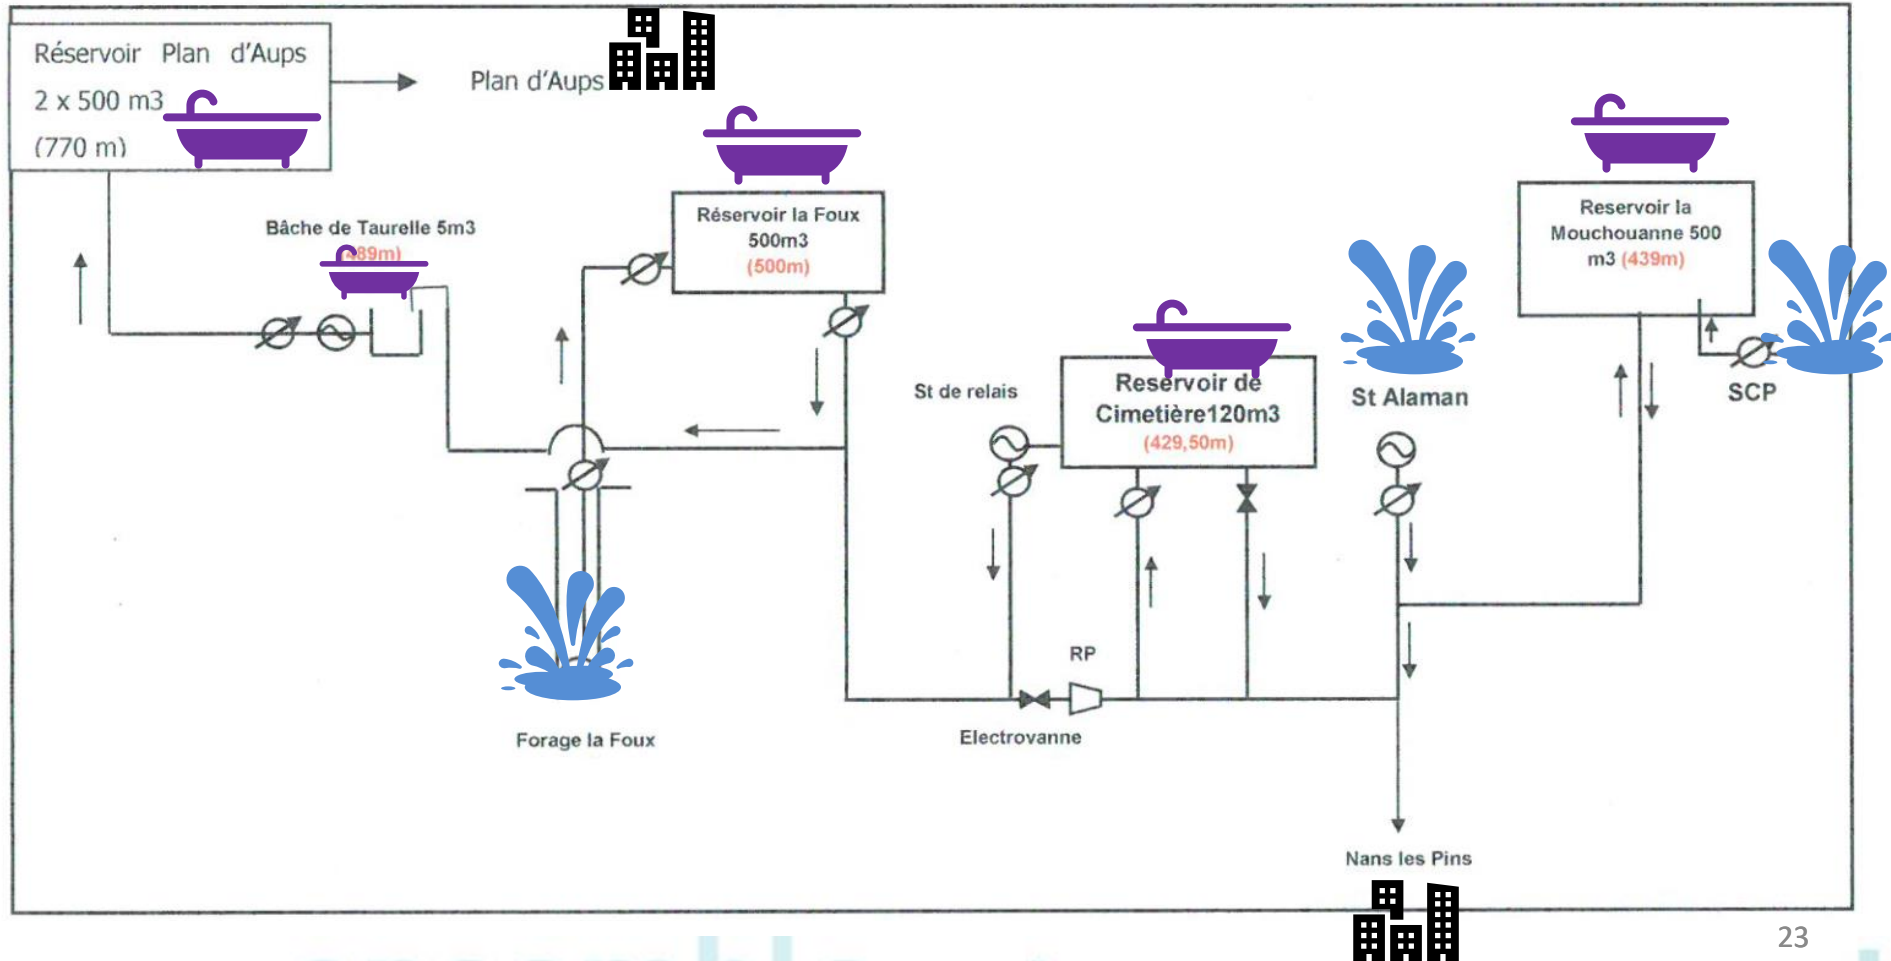 Réservoir Plan d'Aups
2 x 500 m3
(770 m)
Plan d'Aups
Bâche de Taurelle 5m3
89m)
Réservoir la Foux
500m3
(500m)
Reservoir la
Mouchouanne 500
m3 (439m)
St de relais
Reservoir de
Cimetière120m3
(429,50m)
St Alaman
SCP
RP
Electrovanne
Forage la Foux
Nans les Pins
23